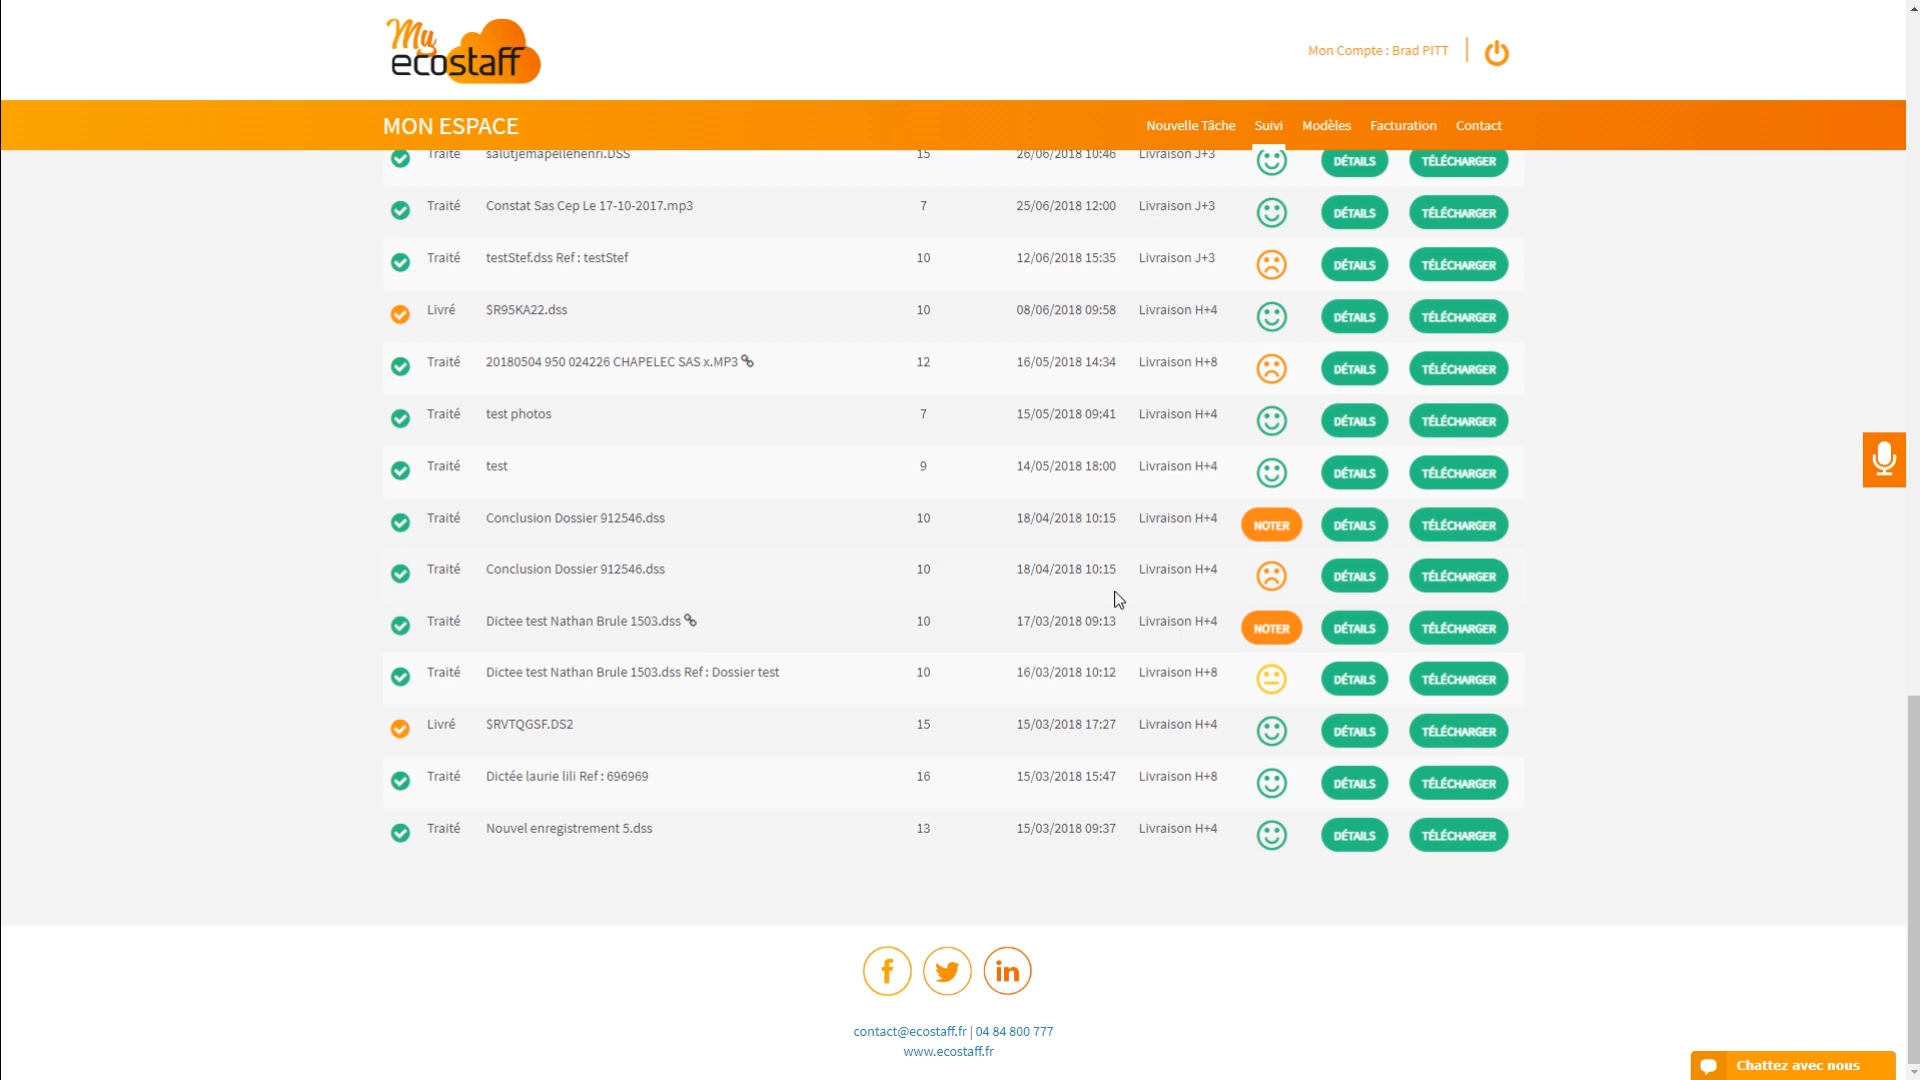 My
ecostaff
Mon Compte : Brad PITT
MON ESPACE
Nouvelle Tâche Suivi Modèles Facturation Contact
Traité salutjemapellehenri.DSS 15 26/06/2018 10:46 Livraison J+3 DÉTAILS TÉLÉCHARGER
Traité Constat Sas Cep Le 17-10-2017.mp3 7 25/06/2018 12:00 Livraison J+3 DÉTAILS TÉLÉCHARGER
Traité testStef.dss Ref : testStef 10 12/06/2018 15:35 Livraison J+3 DÉTAILS TÉLÉCHARGER
Livré $R95KA22.dss 10 08/06/2018 09:58 Livraison H+4 DÉTAILS TÉLÉCHARGER
Traité 20180504 950 024226 CHAPELEC SAS x.MP3 12 16/05/2018 14:34 Livraison H+8 DÉTAILS TÉLÉCHARGER
Traité test photos 7 15/05/2018 09:41 Livraison H+4 DÉTAILS TÉLÉCHARGER
Traité test 9 14/05/2018 18:00 Livraison H+4 DÉTAILS TÉLÉCHARGER
Traité Conclusion Dossier 912546.dss 10 18/04/2018 10:15 Livraison H+4 NOTER DÉTAILS TÉLÉCHARGER
Traité Conclusion Dossier 912546.dss 10 18/04/2018 10:15 Livraison H+4 DÉTAILS TÉLÉCHARGER
Traité Dictee test Nathan Brule 1503.dss 10 17/03/2018 09:13 Livraison H+4 NOTER DÉTAILS TÉLÉCHARGER
Traité Dictee test Nathan Brule 1503.dss Ref : Dossier test 10 16/03/2018 10:12 Livraison H+8 DÉTAILS TÉLÉCHARGER
Livré $RVTQGSF.DS2 15 15/03/2018 17:27 Livraison H+4 DÉTAILS TÉLÉCHARGER
Traité Dictée laurie lili Ref : 696969 16 15/03/2018 15:47 Livraison H+8 DÉTAILS TÉLÉCHARGER
Traité Nouvel enregistrement 5.dss 13 15/03/2018 09:37 Livraison H+4 DÉTAILS TÉLÉCHARGER
contact@ecostaff.fr | 04 84 800 777
www.ecostaff.fr
Chattez avec nous